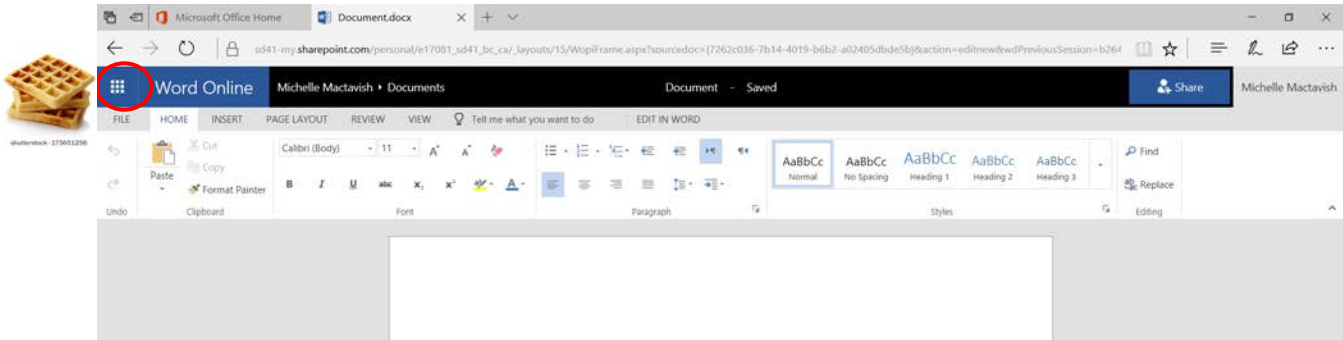 Microsoft Office Home Document.docx
sd41-my.sharepoint.com/personal/e17081_sd41_bc_ca/_layouts/15/WopiFrame.aspx?sourcedoc={7262c036-7b14-4019-b6b2-a02405dbde5b}&action=editnew&wdPreviousSession=b264
Word Online Michelle Mactavish Documents Document - Saved Share Michelle Mactavish
FILE HOME INSERT PAGE LAYOUT REVIEW VIEW Tell me what you want to do EDIT IN WORD
shutterstock · 175651256
Paste
Cut
Copy
Format Painter
Calibri (Body) 11 A A
B I U abc x₂ x² A
AaBbCc AaBbCc AaBbCc AaBbCc AaBbCc
Normal No Spacing Heading 1 Heading 2 Heading 3
Find
Replace
Undo Clipboard Font Paragraph Styles Editing